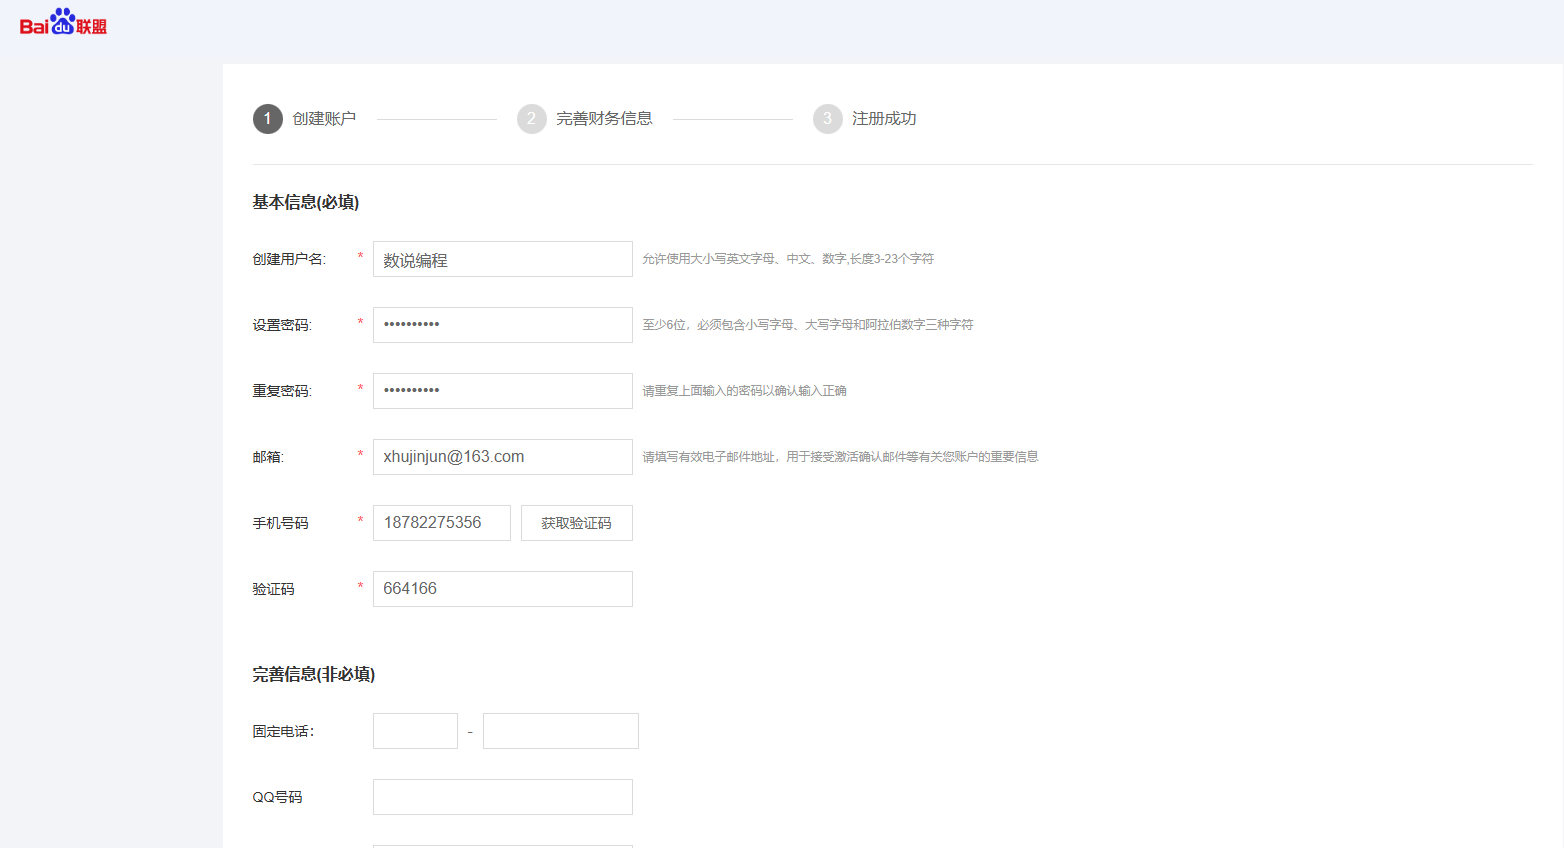 Baidu联盟
1 创建账户 2 完善财务信息 3 注册成功
基本信息(必填)
创建用户名: * 数说编程 允许使用大小写英文字母、中文、数字,长度3-23个字符
设置密码: * •••••••••• 至少6位，必须包含小写字母、大写字母和阿拉伯数字三种字符
重复密码: * •••••••••• 请重复上面输入的密码以确认输入正确
邮箱: * xhujinjun@163.com 请填写有效电子邮件地址，用于接受激活确认邮件等有关您账户的重要信息
手机号码 * 18782275356 获取验证码
验证码 * 664166
完善信息(非必填)
固定电话： -
QQ号码